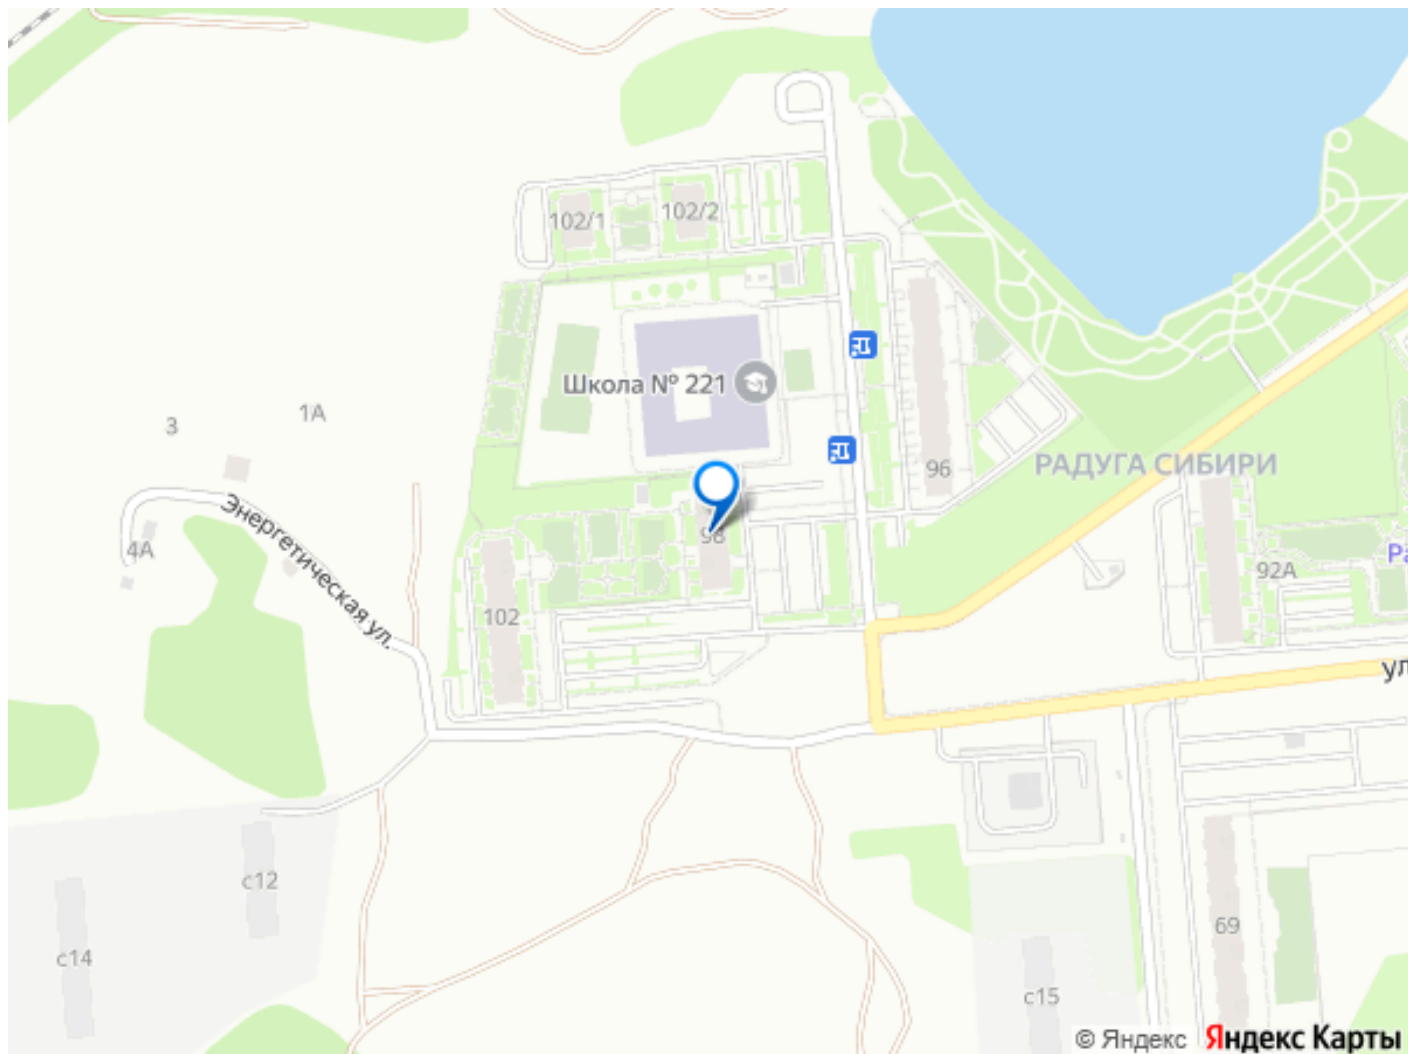 102/1
102/2
Школа № 221
1А
3
96
РАДУГА СИБИРИ
Энергетическая ул.
98
4А
92А
Ра
102
ул
с12
69
с14
с15
© Яндекс Яндекс Карты